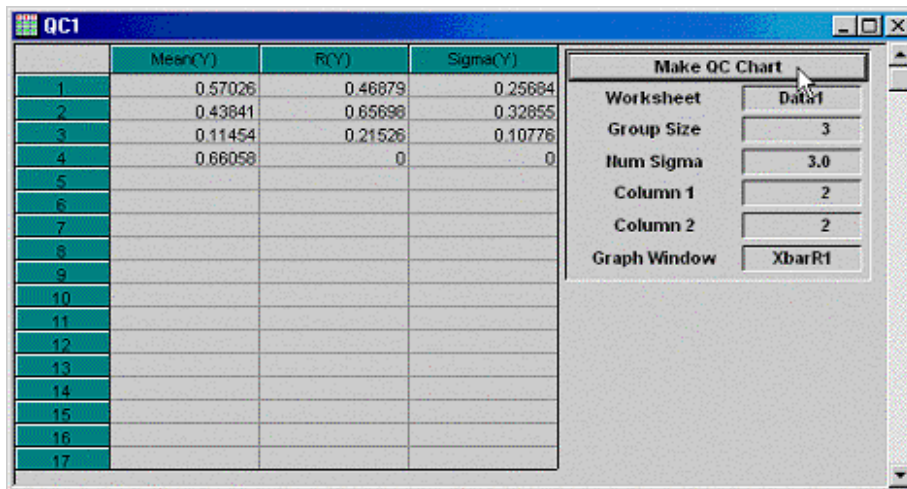 QC1
Mean(Y) R(Y) Sigma(Y)
1 0.57026 0.46879 0.25684
2 0.43841 0.65698 0.32855
3 0.11454 0.21526 0.10776
4 0.66058 0 0
5
6
7
8
9
10
11
12
13
14
15
16
17
Make QC Chart
Worksheet Data1
Group Size 3
Num Sigma 3.0
Column 1 2
Column 2 2
Graph Window XbarR1